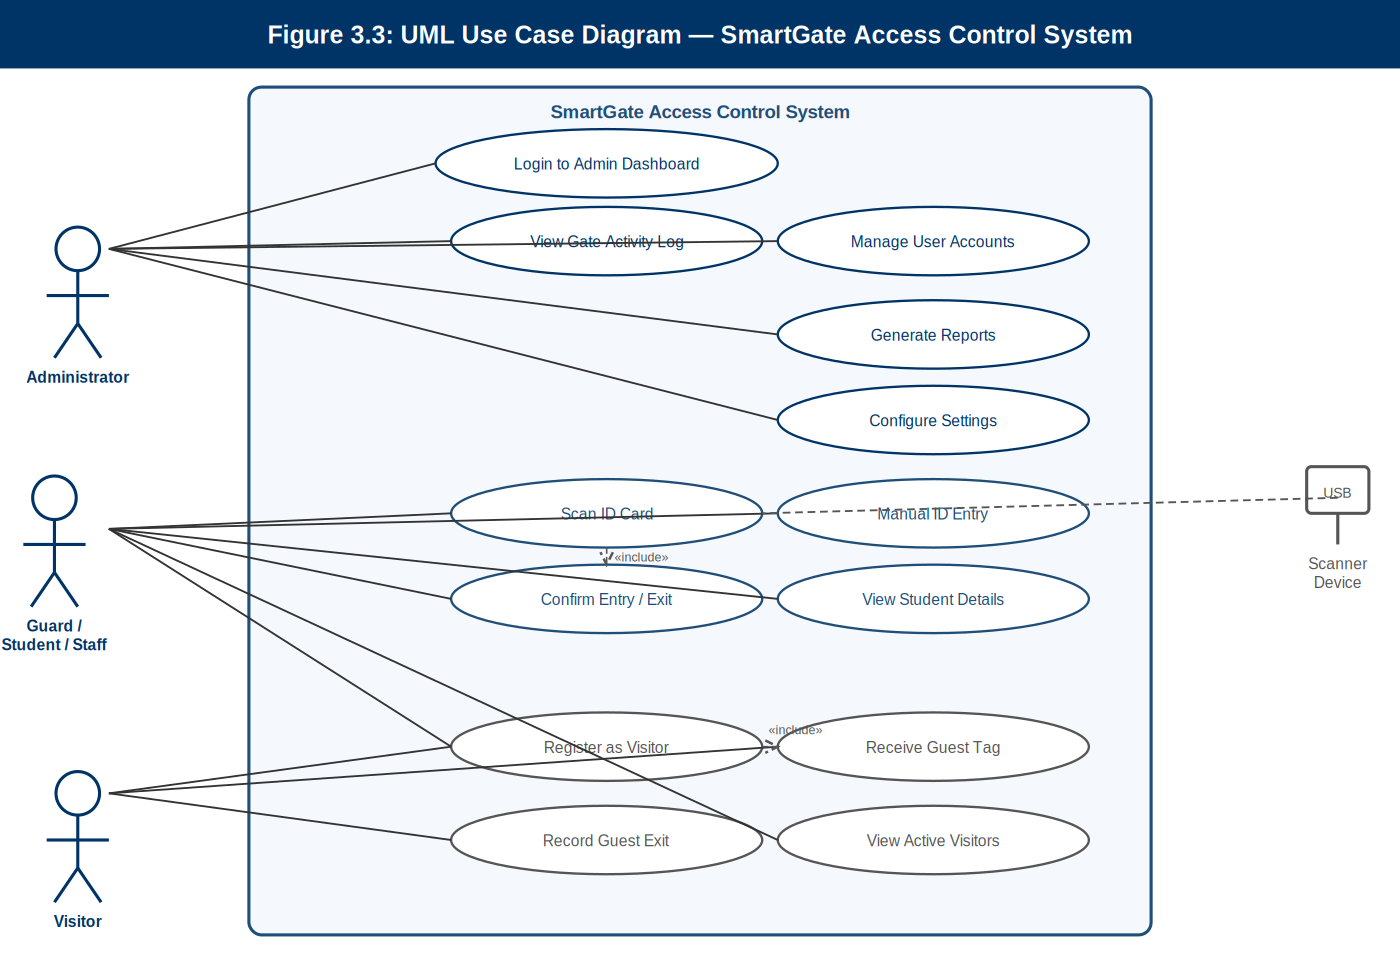 Figure 3.3: UML Use Case Diagram — SmartGate Access Control System
SmartGate Access Control System
Login to Admin Dashboard
View Gate Activity Log
Manage User Accounts
Generate Reports
Administrator
Configure Settings
USB
Scan ID Card
Manual ID Entry
«include»
Scanner
Device
Confirm Entry / Exit
View Student Details
Guard /
Student / Staff
«include»
Register as Visitor
Receive Guest Tag
Record Guest Exit
View Active Visitors
Visitor